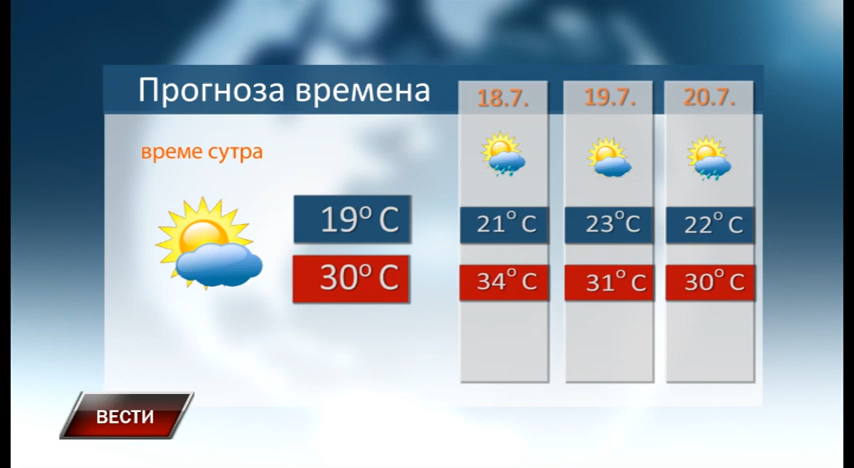 Прогноза времена
време сутра
19° C
30° C
18.7.
21° C
34° C
19.7.
23°C
31° C
20.7.
22° C
30° C
ВЕСТИ